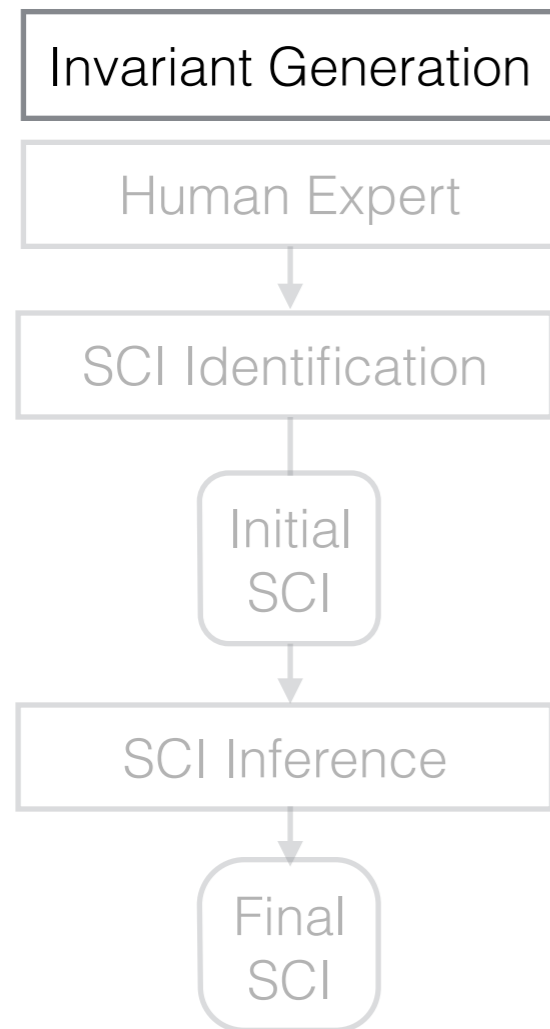 Invariant Generation
Human Expert
SCI Identification
Initial
SCI
SCI Inference
Final
SCI